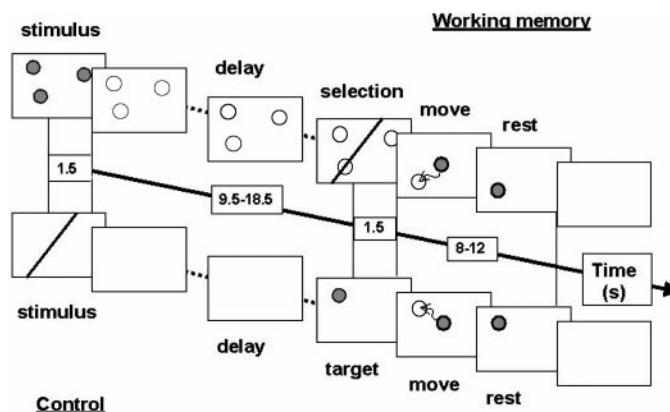 Working memory
stimulus
delay
selection
move
rest
1.5
9.5-18.5
1.5
8-12
Time
(s)
stimulus
delay
target
move
rest
Control